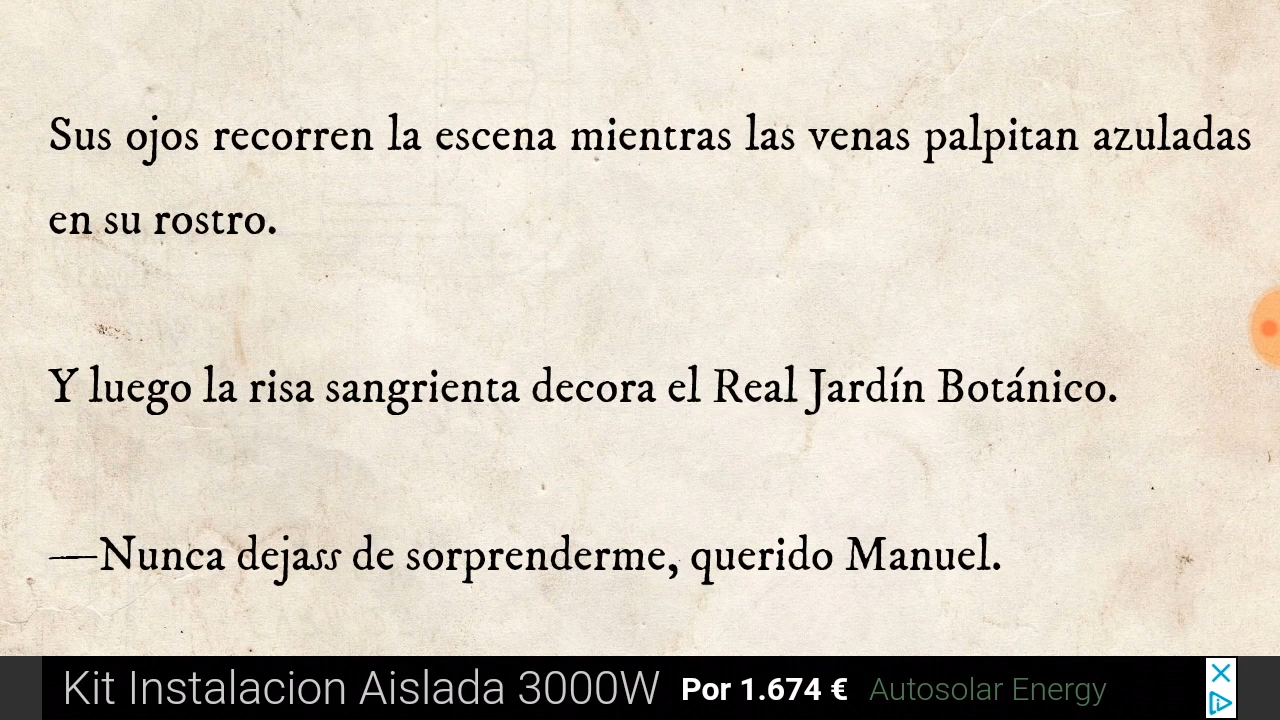 Sus ojos recorren la escena mientras las venas palpitan azuladas
en su rostro.
Y luego la risa sangrienta decora el Real Jardín Botánico.
—Nunca dejass de sorprenderme, querido Manuel.
Kit Instalacion Aislada 3000W Por 1.674 € Autosolar Energy